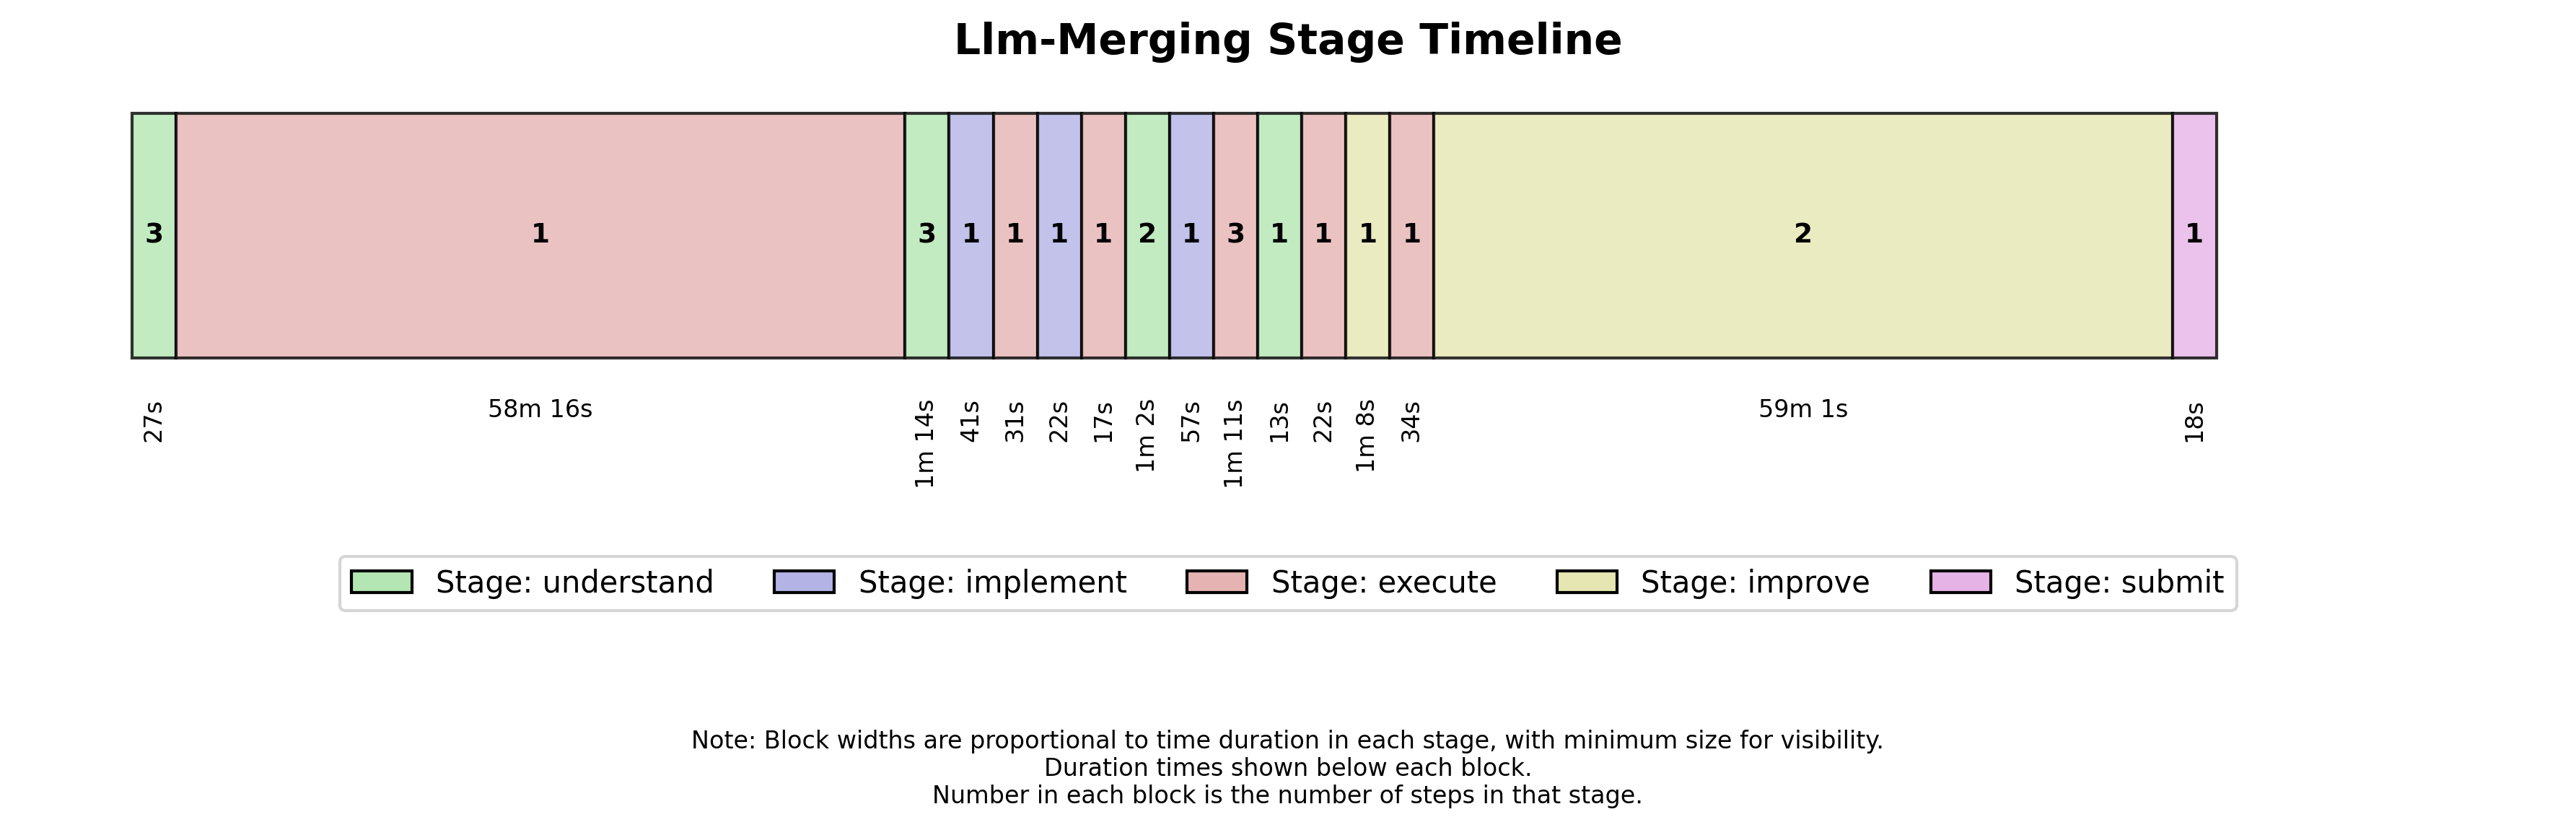 Llm-Merging Stage Timeline
3 1 3 1 1 1 1 2 1 3 1 1 1 1 2 1
27s 58m 16s 1m 14s 41s 31s 22s 17s 1m 2s 57s 1m 11s 13s 22s 1m 8s 34s 59m 1s 18s
Stage: understand Stage: implement Stage: execute Stage: improve Stage: submit
Note: Block widths are proportional to time duration in each stage, with minimum size for visibility.
Duration times shown below each block.
Number in each block is the number of steps in that stage.